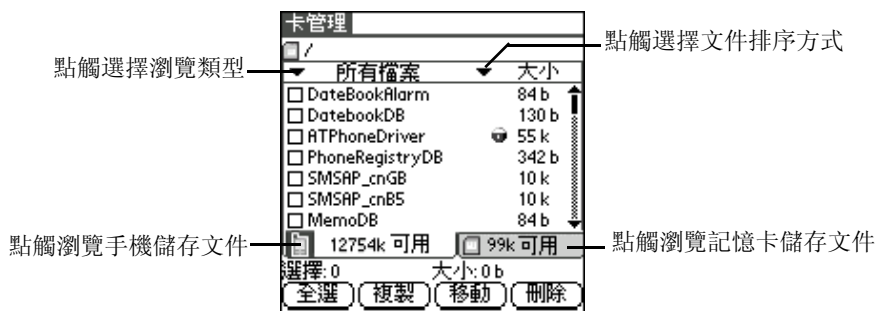 卡管理
/
點觸選擇文件排序方式
點觸選擇瀏覽類型
所有檔案 大小
DateBookAlarm 84 b
DatebookDB 130 b
ATPhoneDriver 55 k
PhoneRegistryDB 342 b
SMSAP_cnGB 10 k
SMSAP_cnB5 10 k
MemoDB 84 b
點觸瀏覽手機儲存文件
12754k 可用 99k 可用
點觸瀏覽記憶卡儲存文件
選擇: 0 大小: 0 b
全選 複製 移動 刪除